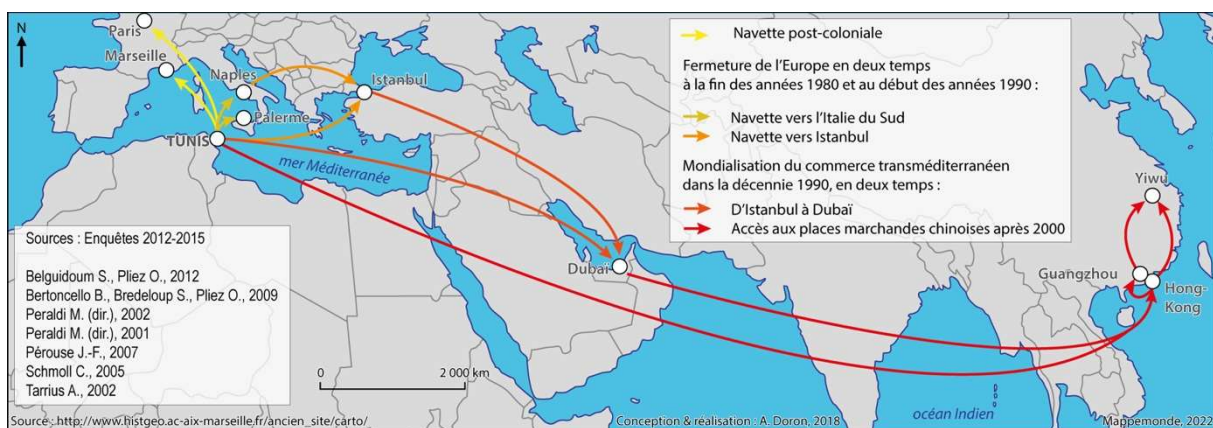 N
Paris
Marseille
Naples
Istanbul
Palerme
TUNIS
mer Méditerranée
Dubaï
Yiwu
Guangzhou
Hong-
Kong
océan Indien
Navette post-coloniale
Fermeture de l'Europe en deux temps
à la fin des années 1980 et au début des années 1990 :
Navette vers l'Italie du Sud
Navette vers Istanbul
Mondialisation du commerce transméditerranéen
dans la décennie 1990, en deux temps :
D'Istanbul à Dubaï
Accès aux places marchandes chinoises après 2000
Sources : Enquêtes 2012-2015
Belguidoum S., Pliez O., 2012
Bertoncello B., Bredeloup S., Pliez O., 2009
Peraldi M. (dir.), 2002
Peraldi M. (dir.), 2001
Pérouse J.-F., 2007
Schmoll C., 2005
Tarrius A., 2002
0 2 000 km
Source : http://www.histgeo.ac-aix-marseille.fr/ancien_site/carto/
Conception & réalisation : A. Doron, 2018
Mappemonde, 2022